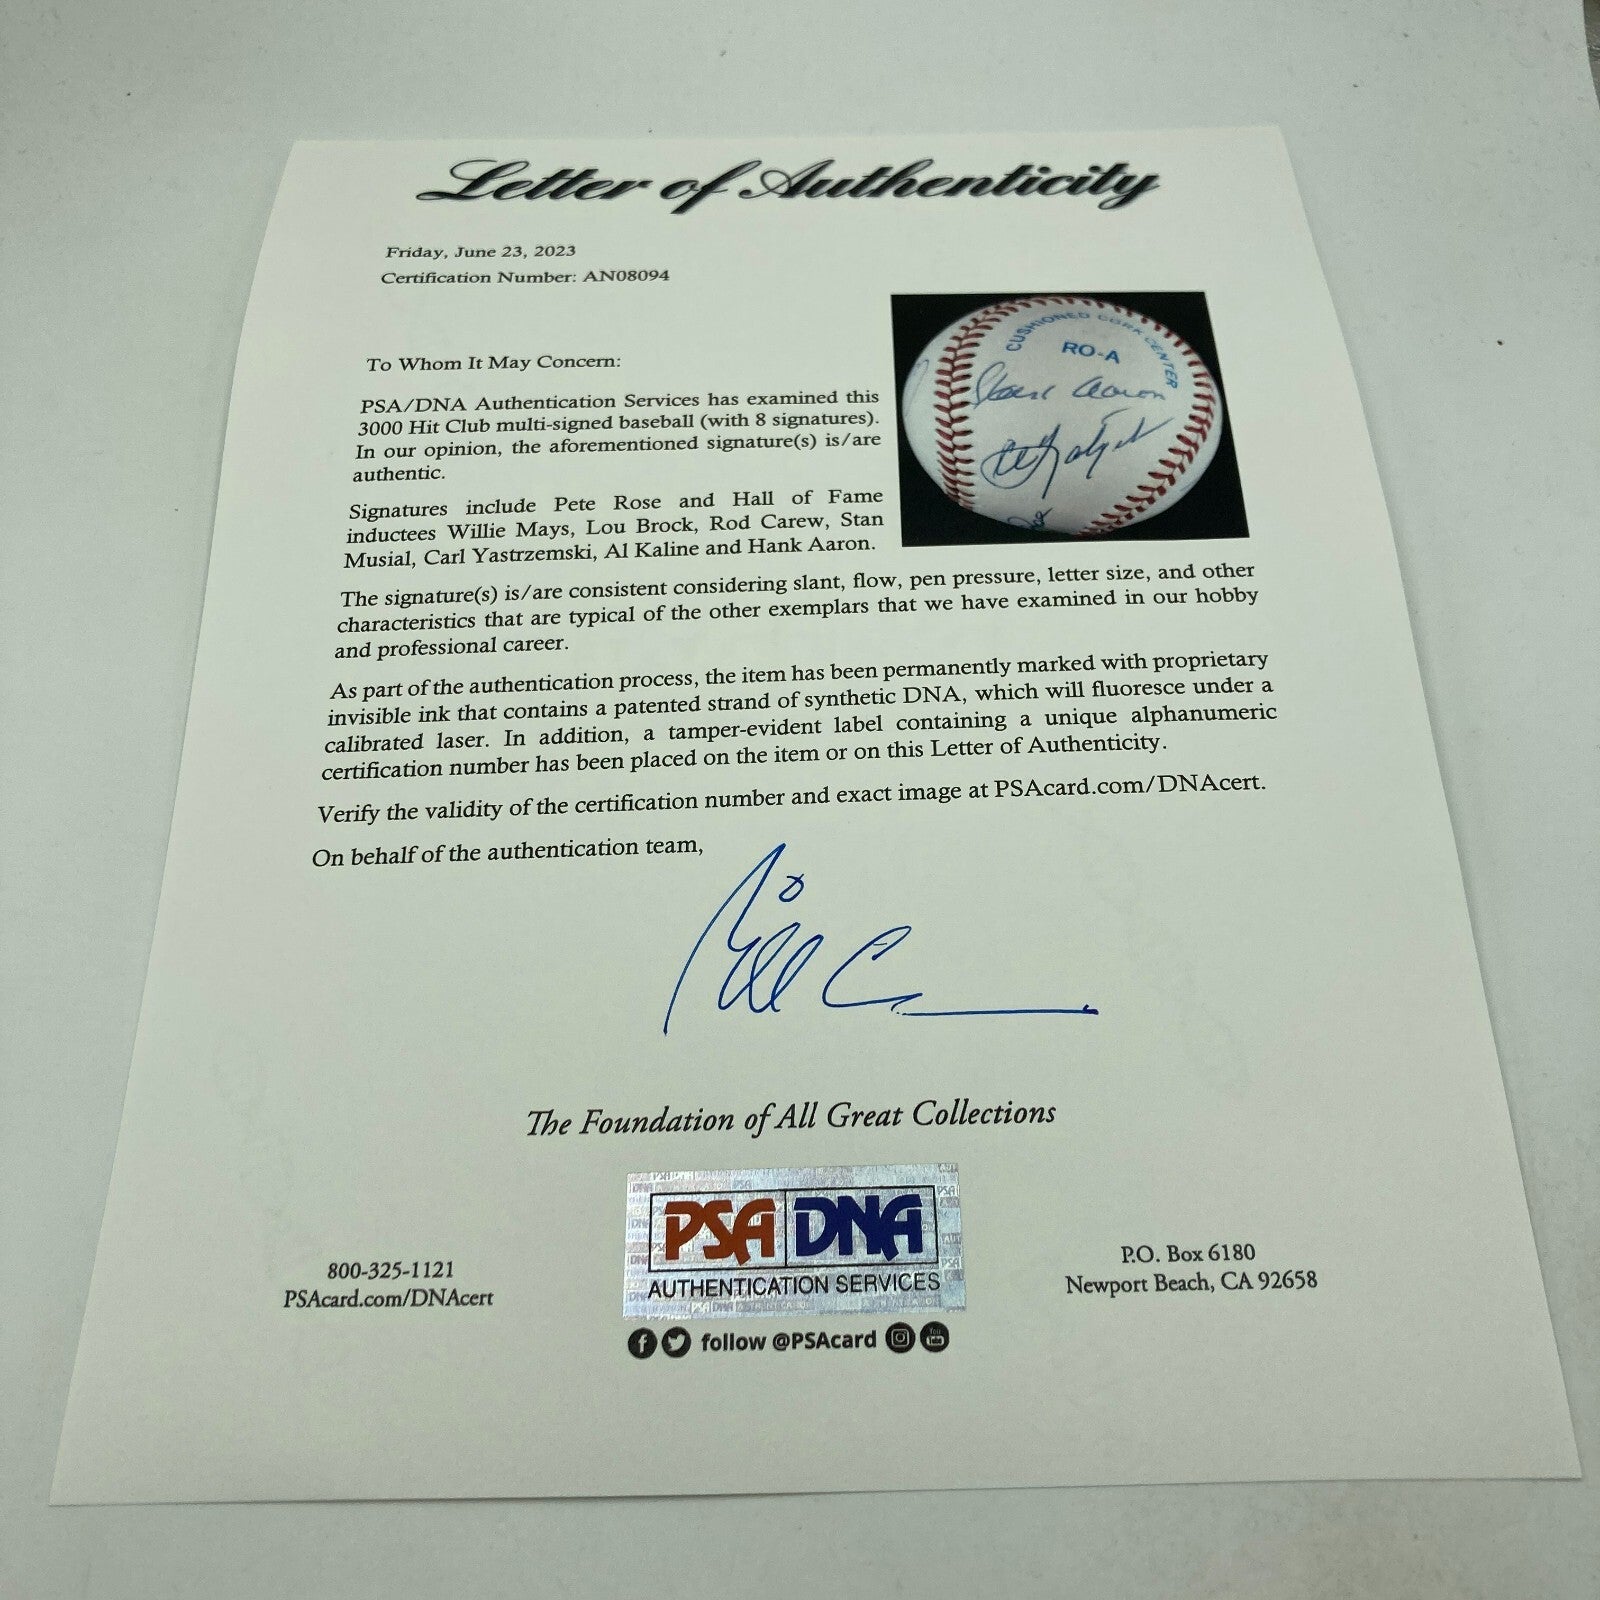 Letter of Authenticity
Friday, June 23, 2023
Certification Number: AN08094
To Whom It May Concern:
PSA/DNA Authentication Services has examined this
3000 Hit Club multi-signed baseball (with 8 signatures).
In our opinion, the aforementioned signature(s) is/are
authentic.
Signatures include Pete Rose and Hall of Fame
inductees Willie Mays, Lou Brock, Rod Carew, Stan
Musial, Carl Yastrzemski, Al Kaline and Hank Aaron.
CUSHIONED CORK CENTER
RO-A
Hank Aaron
The signature(s) is/are consistent considering slant, flow, pen pressure, letter size, and other
characteristics that are typical of the other exemplars that we have examined in our hobby
and professional career.
As part of the authentication process, the item has been permanently marked with proprietary
invisible ink that contains a patented strand of synthetic DNA, which will fluoresce under a
calibrated laser. In addition, a tamper-evident label containing a unique alphanumeric
certification number has been placed on the item or on this Letter of Authenticity.
Verify the validity of the certification number and exact image at PSAcard.com/DNAcert.
On behalf of the authentication team,
The Foundation of All Great Collections
PSA DNA
AUTHENTICATION SERVICES
800-325-1121
PSAcard.com/DNAcert
P.O. Box 6180
Newport Beach, CA 92658
follow @PSAcard